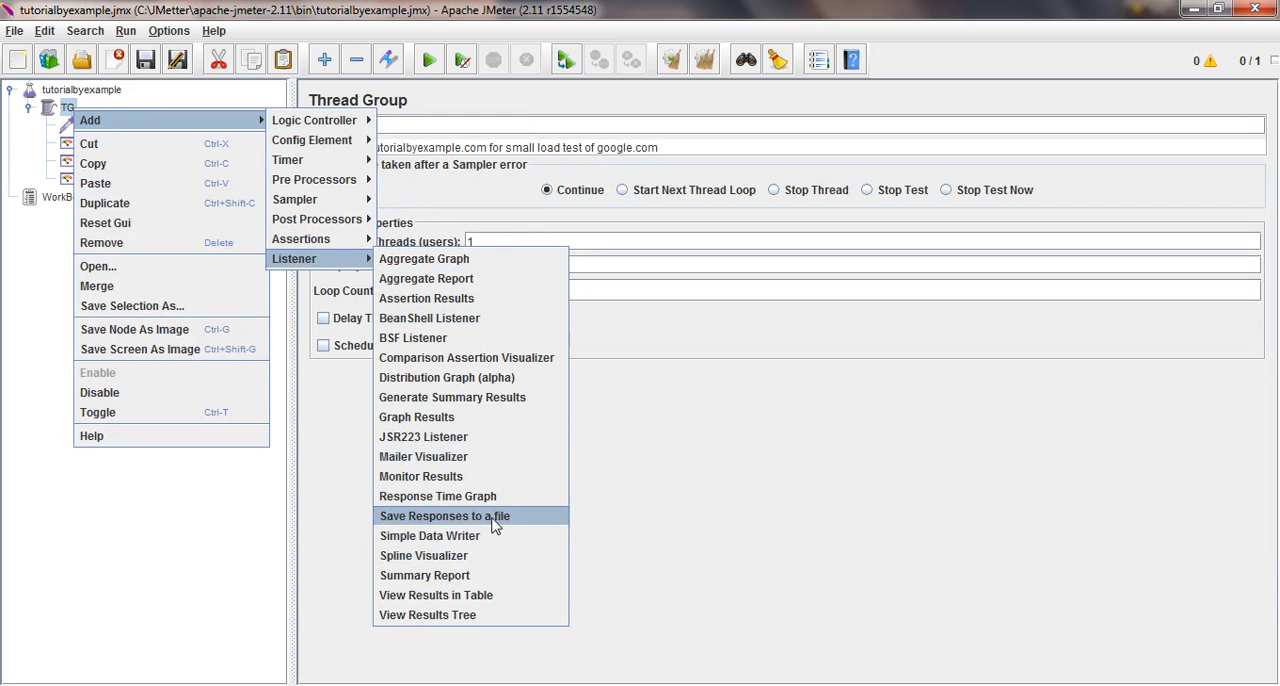 tutorialbyexample.jmx (C:\JMetter\apache-jmeter-2.11\bin\tutorialbyexample.jmx) - Apache JMeter (2.11 r1554548)
File Edit Search Run Options Help
0 0/1
tutorialbyexample
TG
WorkB
Add
Cut Ctrl-X
Copy Ctrl-C
Paste Ctrl-V
Duplicate Ctrl+Shift-C
Reset Gui
Remove Delete
Open...
Merge
Save Selection As...
Save Node As Image Ctrl-G
Save Screen As Image Ctrl+Shift-G
Enable
Disable
Toggle Ctrl-T
Help
Logic Controller
Config Element
Timer
Pre Processors
Sampler
Post Processors
Assertions
Listener
Aggregate Graph
Aggregate Report
Assertion Results
BeanShell Listener
BSF Listener
Comparison Assertion Visualizer
Distribution Graph (alpha)
Generate Summary Results
Graph Results
JSR223 Listener
Mailer Visualizer
Monitor Results
Response Time Graph
Save Responses to a file
Simple Data Writer
Spline Visualizer
Summary Report
View Results in Table
View Results Tree
Thread Group
utorialbyexample.com for small load test of google.com
taken after a Sampler error
Continue Start Next Thread Loop Stop Thread Stop Test Stop Test Now
perties
Threads (users): 1
Loop Count
Delay T
Schedu